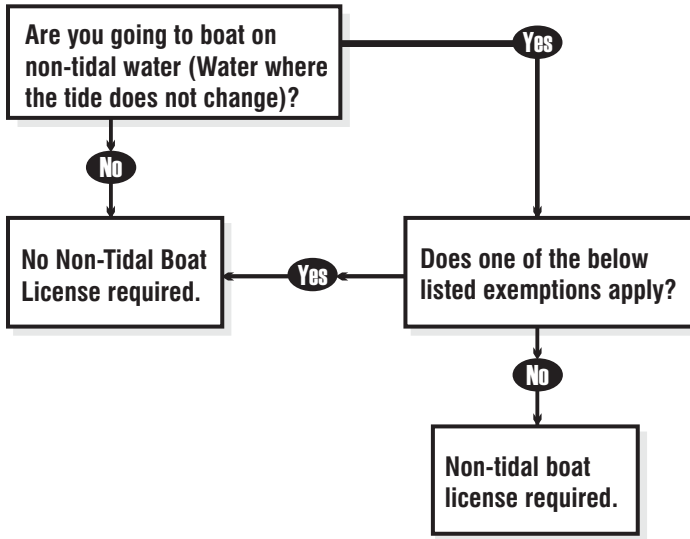 Are you going to boat on
non-tidal water (Water where
the tide does not change)?
Yes
No
No Non-Tidal Boat
License required.
Yes
Does one of the below
listed exemptions apply?
No
Non-tidal boat
license required.